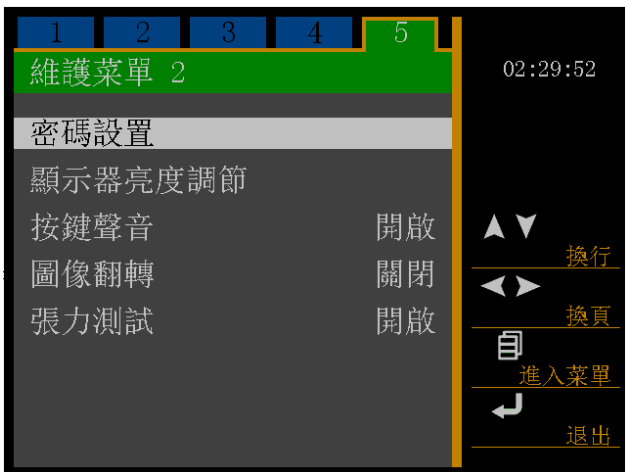 1 2 3 4 5
維護菜單 2
02:29:52
密碼設置
顯示器亮度調節
按鍵聲音 開啟
圖像翻轉 關閉
張力測試 開啟
換行
換頁
進入菜單
退出